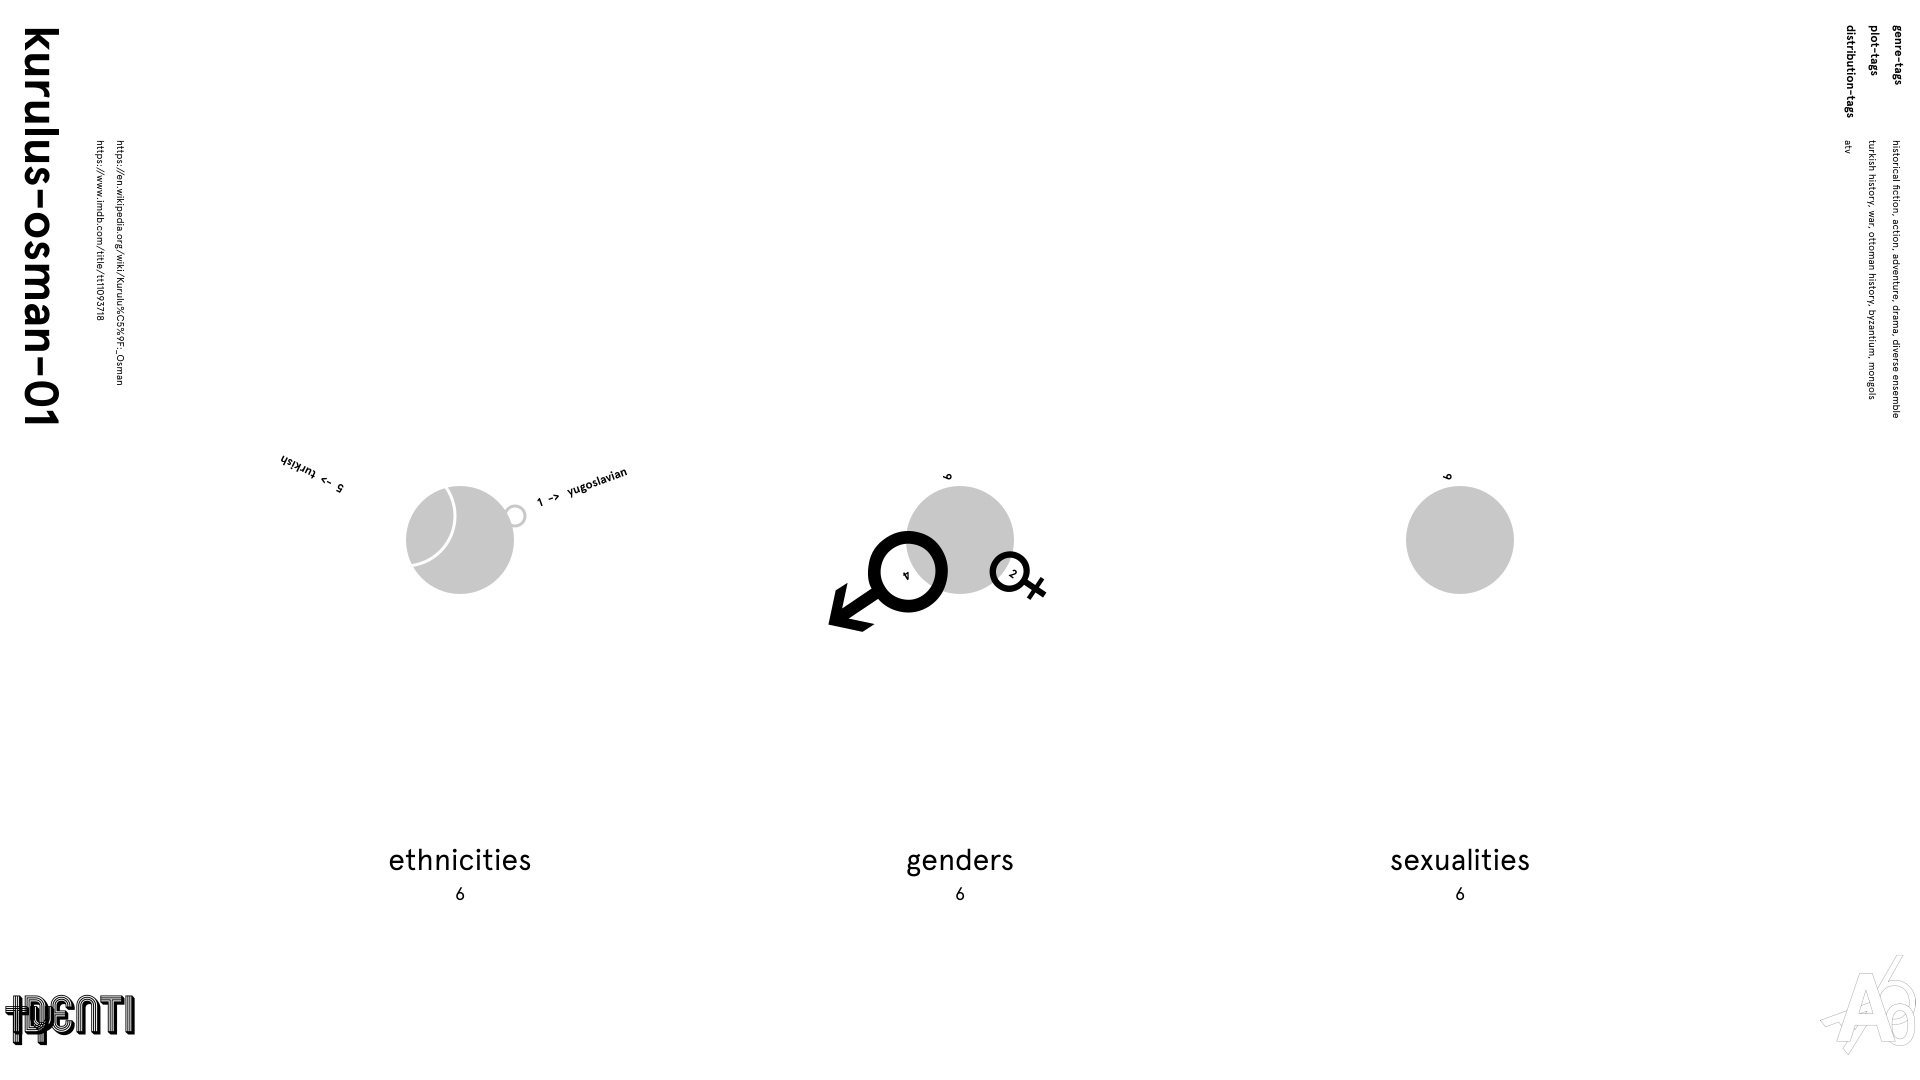 kurulus-osman-01
https://en.wikipedia.org/wiki/Kurulu%C5%9F:_Osman
https://www.imdb.com/title/tt11093718
genre-tags
historical fiction, action, adventure, drama, diverse ensemble
plot-tags
turkish history, war, ottoman history, byzantium, mongols
distribution-tags
atv
5 -> turkish
1 -> yugoslavian
6
4
2
6
ethnicities
6
genders
6
sexualities
6
IDENTI
ty
A